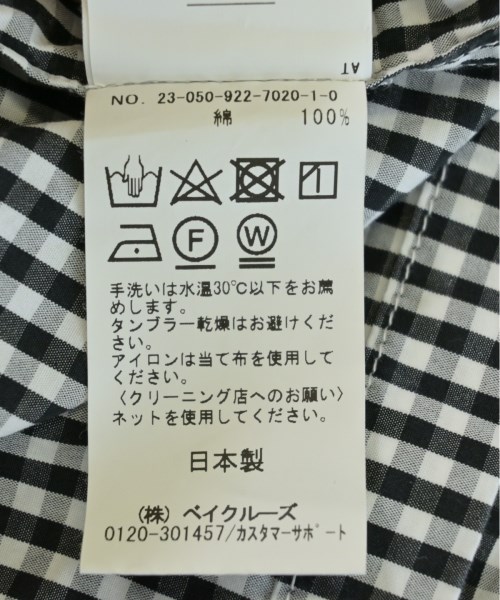 AT
NO. 23-050-922-7020-1-0
綿 100%
F W
手洗いは水温30℃以下をお薦
めします。
タンブラー乾燥はお避けくだ
さい。
アイロンは当て布を使用して
ください。
〈クリーニング店へのお願い〉
ネットを使用してください。
日本製
(株) ベイクルーズ
0120-301457/カスタマーサポート